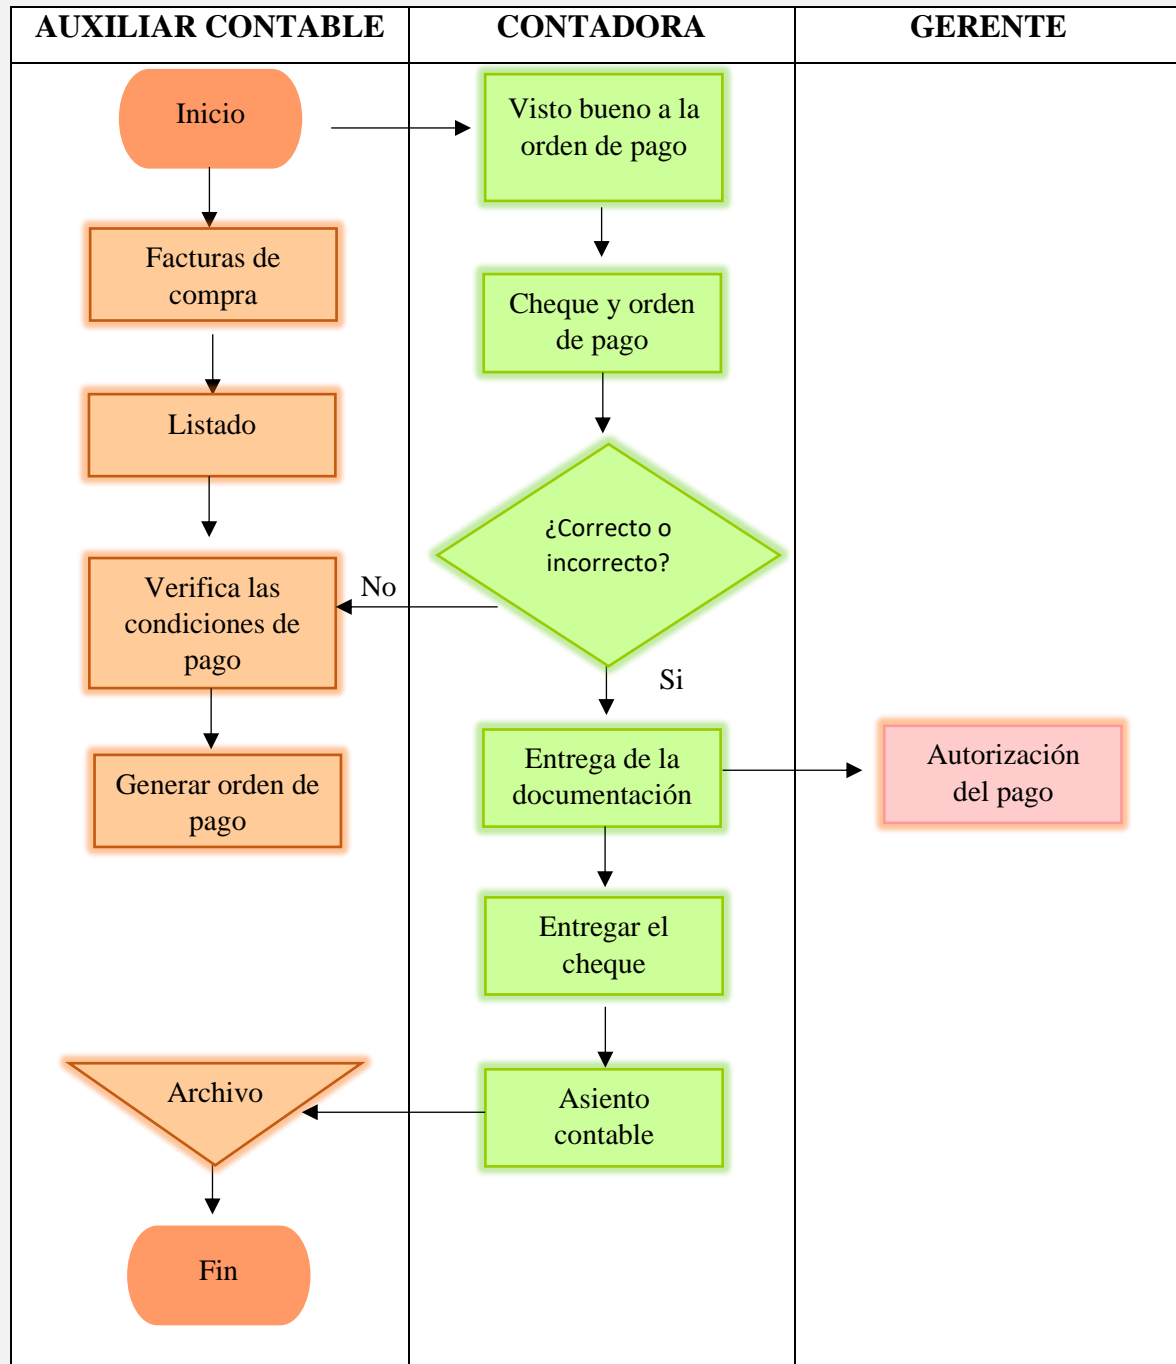 AUXILIAR CONTABLE
CONTADORA
GERENTE
Inicio
Facturas de
compra
Listado
Verifica las
condiciones de
pago
Generar orden de
pago
Archivo
Fin
Visto bueno a la
orden de pago
Cheque y orden
de pago
¿Correcto o
incorrecto?
No
Si
Entrega de la
documentación
Entregar el
cheque
Asiento
contable
Autorización
del pago